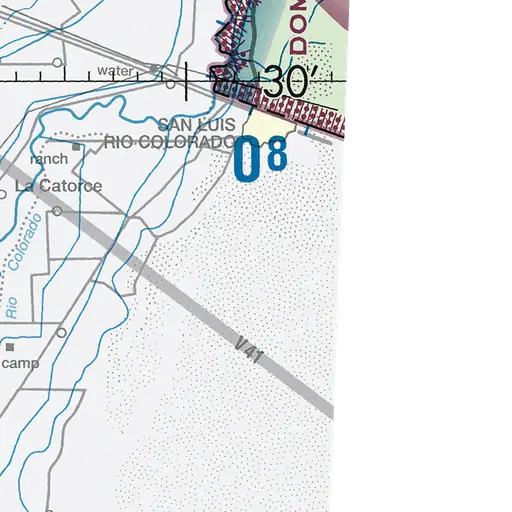 DOM
water
30′
SAN LUIS
RIO COLORADO
08
ranch
La Catorce
Rio Colorado
V41
camp